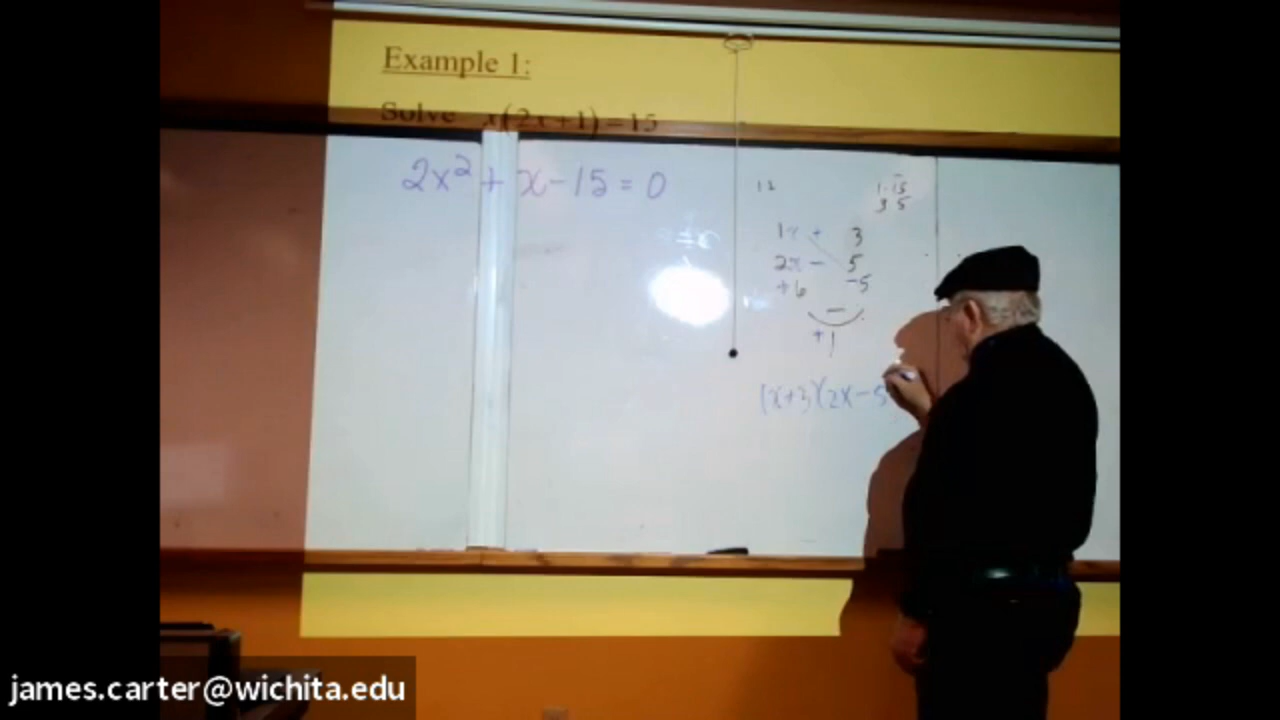 Example 1:
Solve x(2x+1)=15
2x² + x-15=0
12
1 15
3 5
1x + 3
2x - 5
+6 -5
-
+1
(x+3)(2x-5
james.carter@wichita.edu